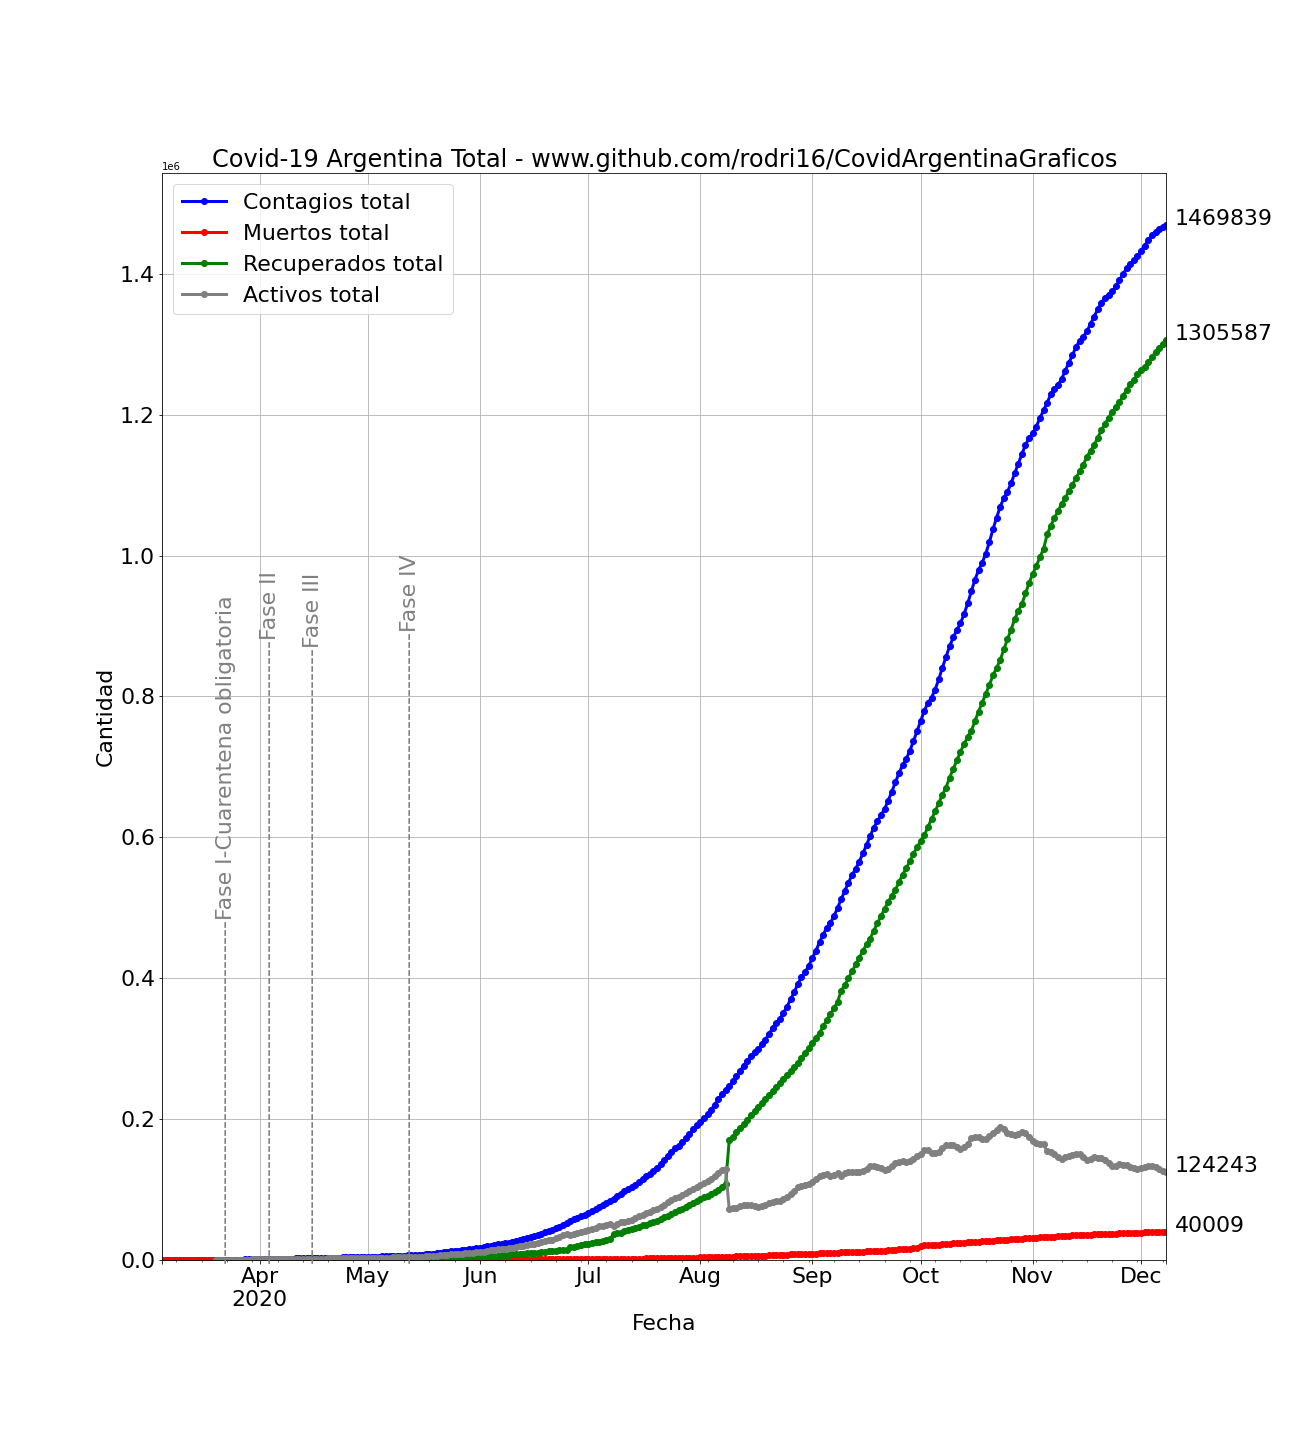 Covid-19 Argentina Total - www.github.com/rodri16/CovidArgentinaGraficos
1e6
Contagios total
Muertos total
Recuperados total
Activos total
1469839
1305587
124243
40009
1.4
1.2
1.0
0.8
0.6
0.4
0.2
0.0
Cantidad
Fase I-Cuarentena obligatoria
Fase II
Fase III
Fase IV
Apr May Jun Jul Aug Sep Oct Nov Dec
2020
Fecha